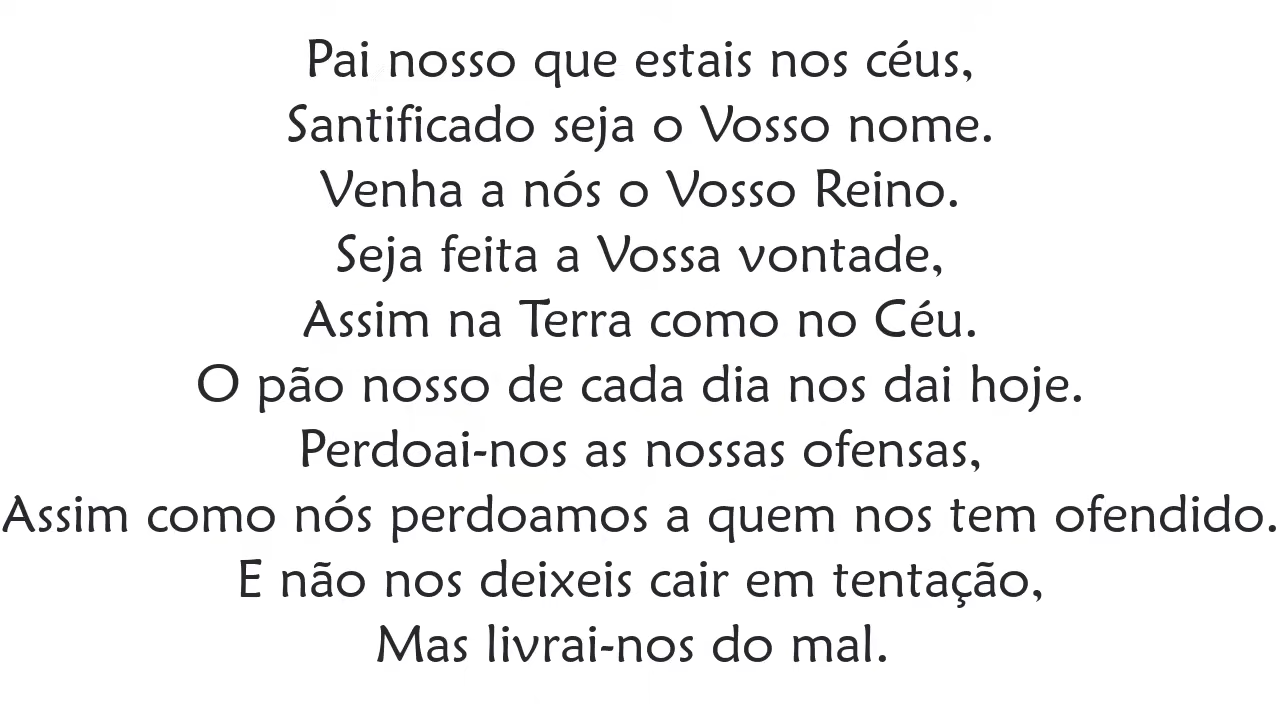 Pai nosso que estais nos céus,
Santificado seja o Vosso nome.
Venha a nós o Vosso Reino.
Seja feita a Vossa vontade,
Assim na Terra como no Céu.
O pão nosso de cada dia nos dai hoje.
Perdoai-nos as nossas ofensas,
Assim como nós perdoamos a quem nos tem ofendido.
E não nos deixeis cair em tentação,
Mas livrai-nos do mal.